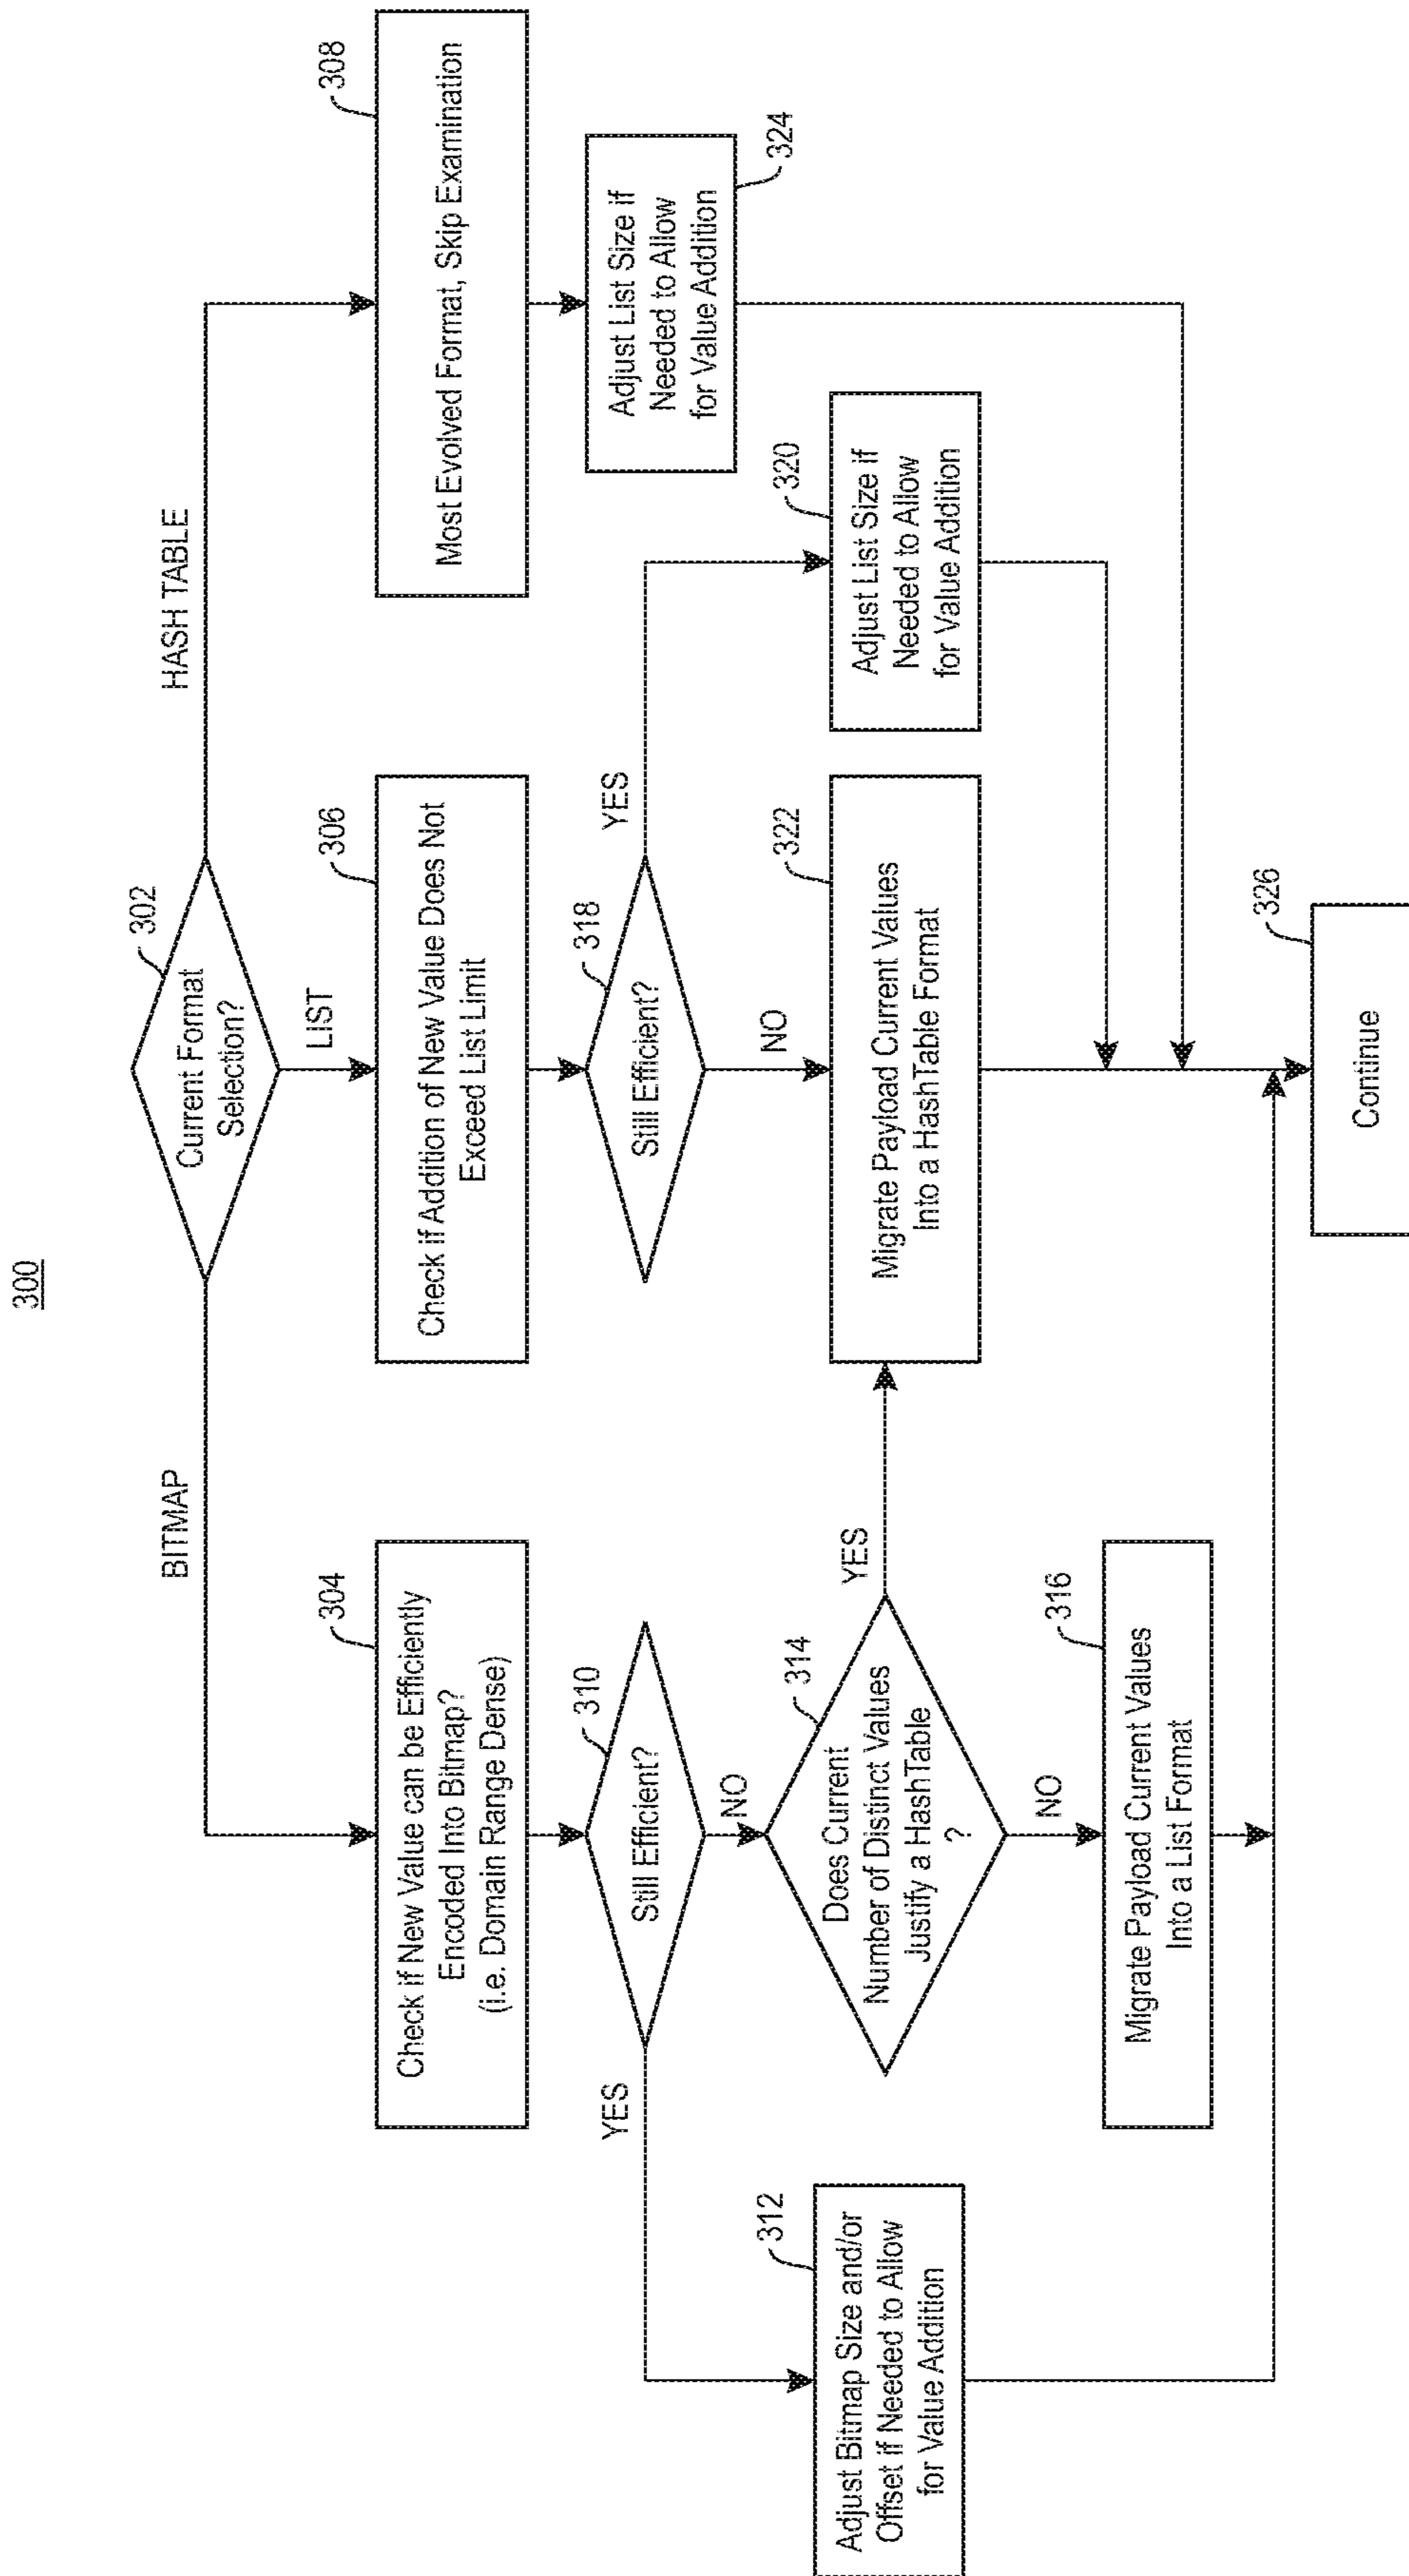 300
302
Current Format
Selection?
BITMAP
LIST
HASH TABLE
304
Check if New Value can be Efficiently
Encoded Into Bitmap?
(i.e. Domain Range Dense)
306
Check if Addition of New Value Does Not
Exceed List Limit
308
Most Evolved Format, Skip Examination
310
Still Efficient?
YES
NO
318
Still Efficient?
YES
NO
324
Adjust List Size if
Needed to Allow
for Value Addition
312
Adjust Bitmap Size and/or
Offset if Needed to Allow
for Value Addition
314
Does Current
Number of Distinct Values
Justify a HashTable
?
YES
NO
322
Migrate Payload Current Values
Into a HashTable Format
320
Adjust List Size if
Needed to Allow
for Value Addition
316
Migrate Payload Current Values
Into a List Format
326
Continue